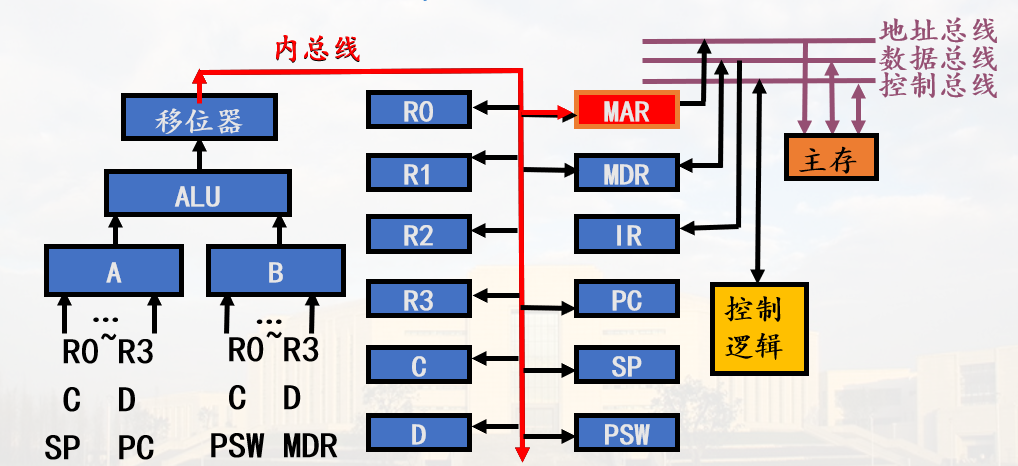 内总线
地址总线
数据总线
控制总线
移位器
ALU
A
B
…
R0~R3
C D
SP PC
…
R0~R3
C D
PSW MDR
R0
R1
R2
R3
C
D
MAR
MDR
IR
PC
SP
PSW
主存
控制
逻辑